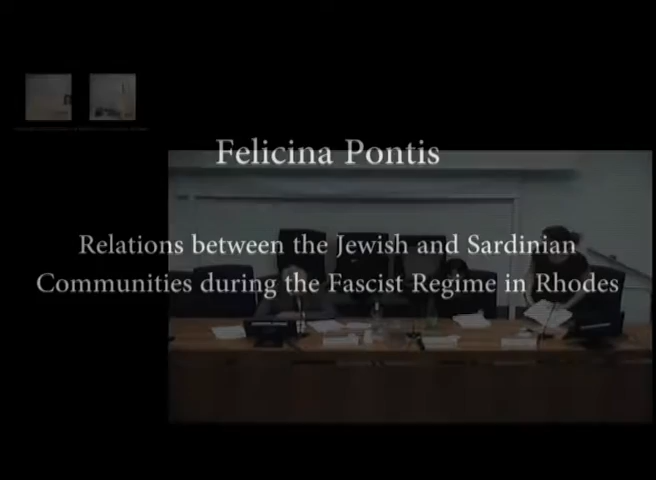 Felicina Pontis
Relations between the Jewish and Sardinian
Communities during the Fascist Regime in Rhodes